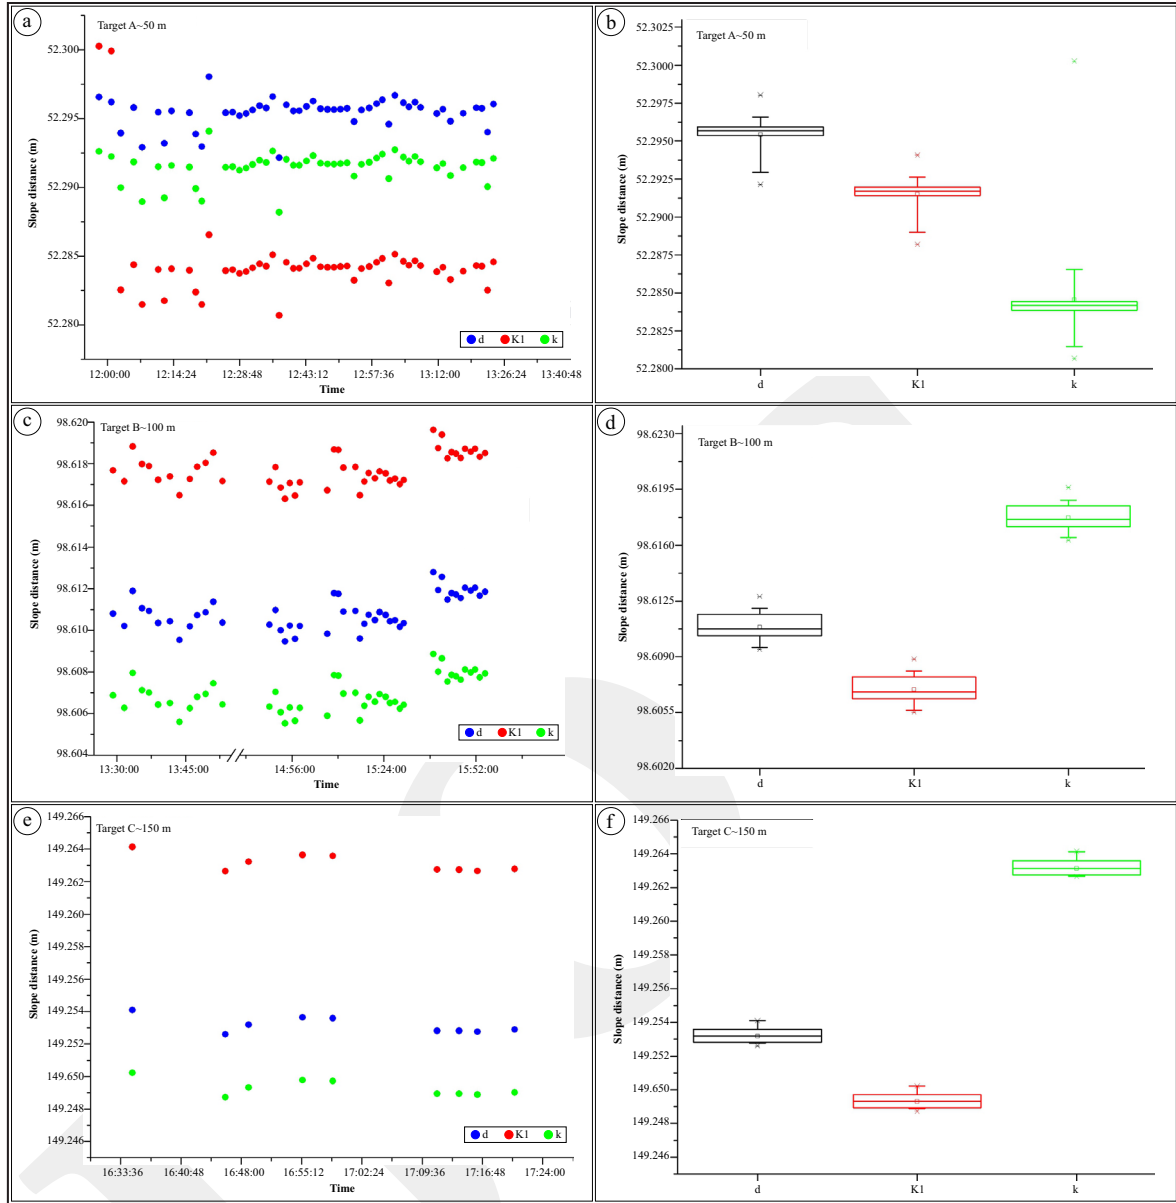 a
Target A~50 m
52.300
52.295
52.290
52.285
52.280
Slope distance (m)
d K1 k
12:00:00 12:14:24 12:28:48 12:43:12 12:57:36 13:12:00 13:26:24 13:40:48
Time
b
Target A~50 m
52.3025
52.3000
52.2975
52.2950
52.2925
52.2900
52.2875
52.2850
52.2825
52.2800
Slope distance (m)
d K1 k
c
Target B~100 m
98.620
98.618
98.616
98.614
98.612
98.610
98.608
98.606
98.604
Slope distance (m)
d K1 k
13:30:00 13:45:00 14:56:00 15:24:00 15:52:00
Time
d
Target B~100 m
98.6230
98.6195
98.6160
98.6125
98.6090
98.6055
98.6020
Slope distance (m)
d K1 k
e
Target C~150 m
149.266
149.264
149.262
149.260
149.258
149.256
149.253
149.252
149.650
149.248
149.246
Slope distance (m)
d K1 k
16:33:36 16:40:48 16:48:00 16:55:12 17:02:24 17:09:36 17:16:48 17:24:00
Time
f
Target C~150 m
149.266
149.264
149.262
149.260
149.258
149.256
149.254
149.252
149.650
149.248
149.246
Slope distance (m)
d K1 k